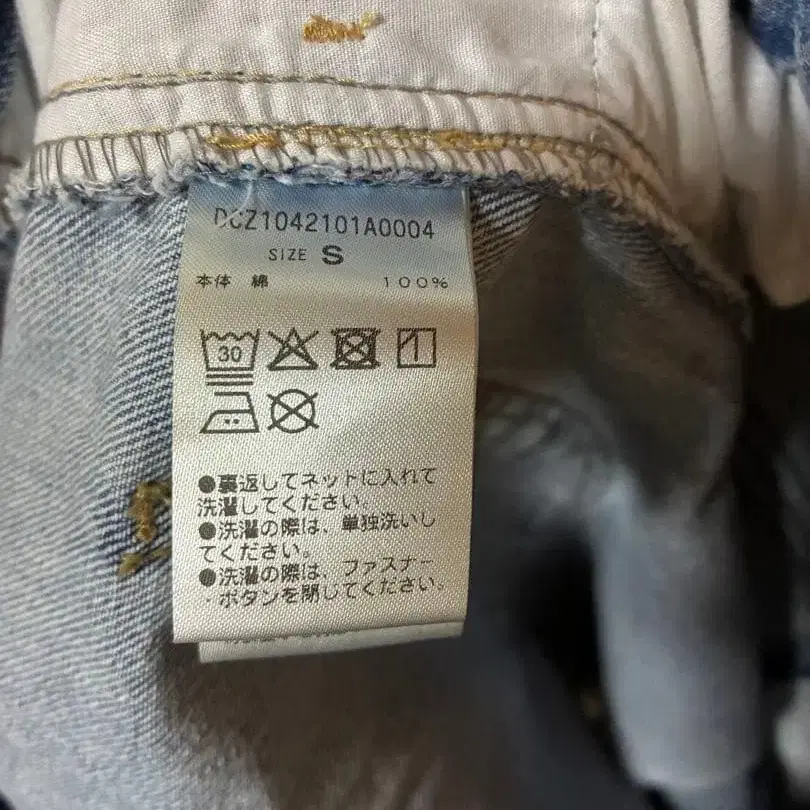 DCZ1042101A0004
SIZE S
本体 綿 100%
30
●裏返してネットに入れて
洗濯してください。
●洗濯の際は、単独洗いし
てください。
●洗濯の際は、ファスナー
・ボタンを閉じてください。